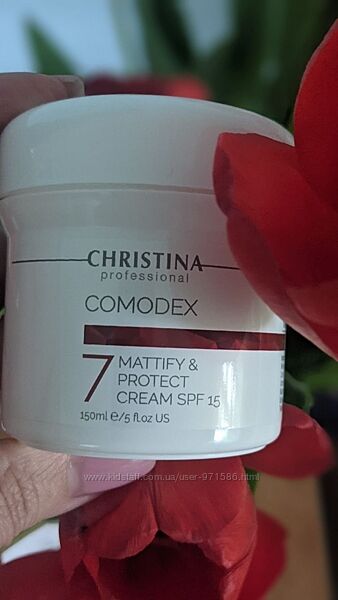 CHRISTINA
professional
COMODEX
7
MATTIFY &
PROTECT
CREAM SPF 15
150ml ℮/5 fl.oz US
www.kidstaff.com.ua/user-971586.html